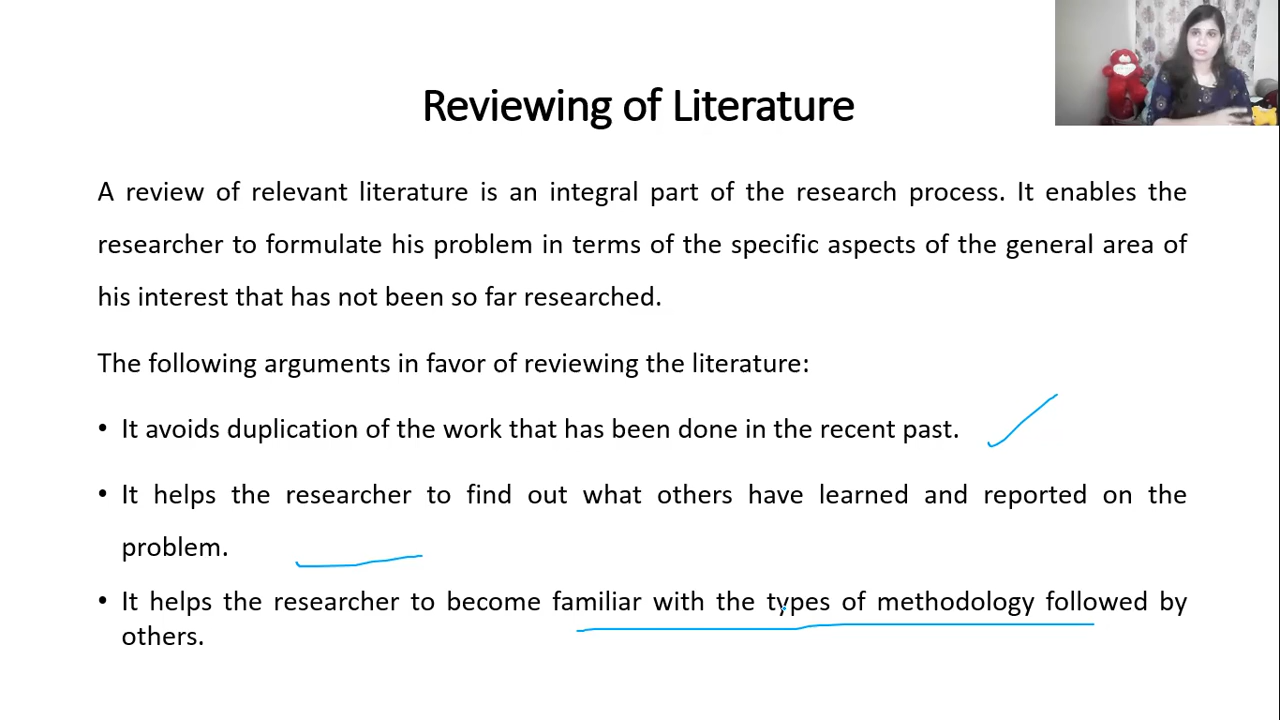 Reviewing of Literature
A review of relevant literature is an integral part of the research process. It enables the
researcher to formulate his problem in terms of the specific aspects of the general area of
his interest that has not been so far researched.
The following arguments in favor of reviewing the literature:
• It avoids duplication of the work that has been done in the recent past.
• It helps the researcher to find out what others have learned and reported on the
problem.
• It helps the researcher to become familiar with the types of methodology followed by
others.